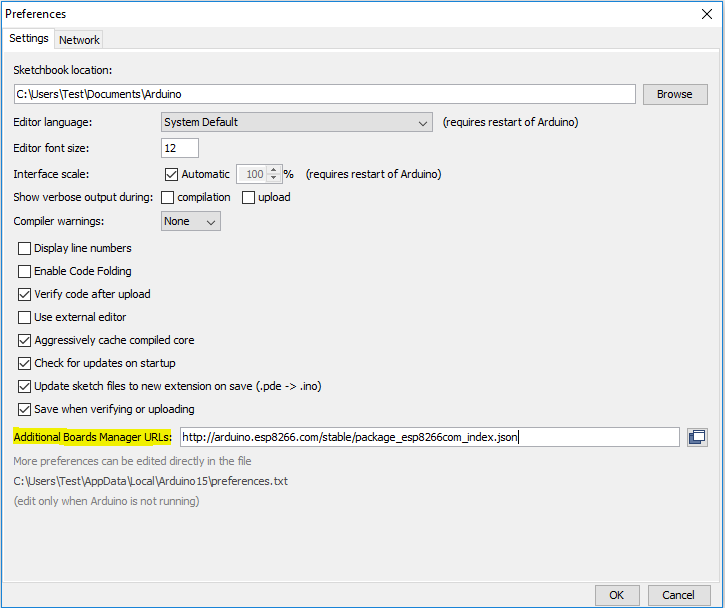 Preferences
Settings Network
Sketchbook location:
C:\Users\Test\Documents\Arduino Browse
Editor language: System Default (requires restart of Arduino)
Editor font size: 12
Interface scale: Automatic 100 % (requires restart of Arduino)
Show verbose output during: compilation upload
Compiler warnings: None
Display line numbers
Enable Code Folding
Verify code after upload
Use external editor
Aggressively cache compiled core
Check for updates on startup
Update sketch files to new extension on save (.pde -> .ino)
Save when verifying or uploading
Additional Boards Manager URLs: http://arduino.esp8266.com/stable/package_esp8266com_index.json
More preferences can be edited directly in the file
C:\Users\Test\AppData\Local\Arduino15\preferences.txt
(edit only when Arduino is not running)
OK Cancel